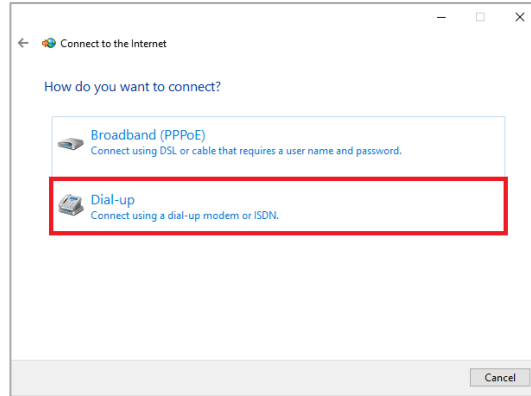 Connect to the Internet
How do you want to connect?
Broadband (PPPoE)
Connect using DSL or cable that requires a user name and password.
Dial-up
Connect using a dial-up modem or ISDN.
Cancel